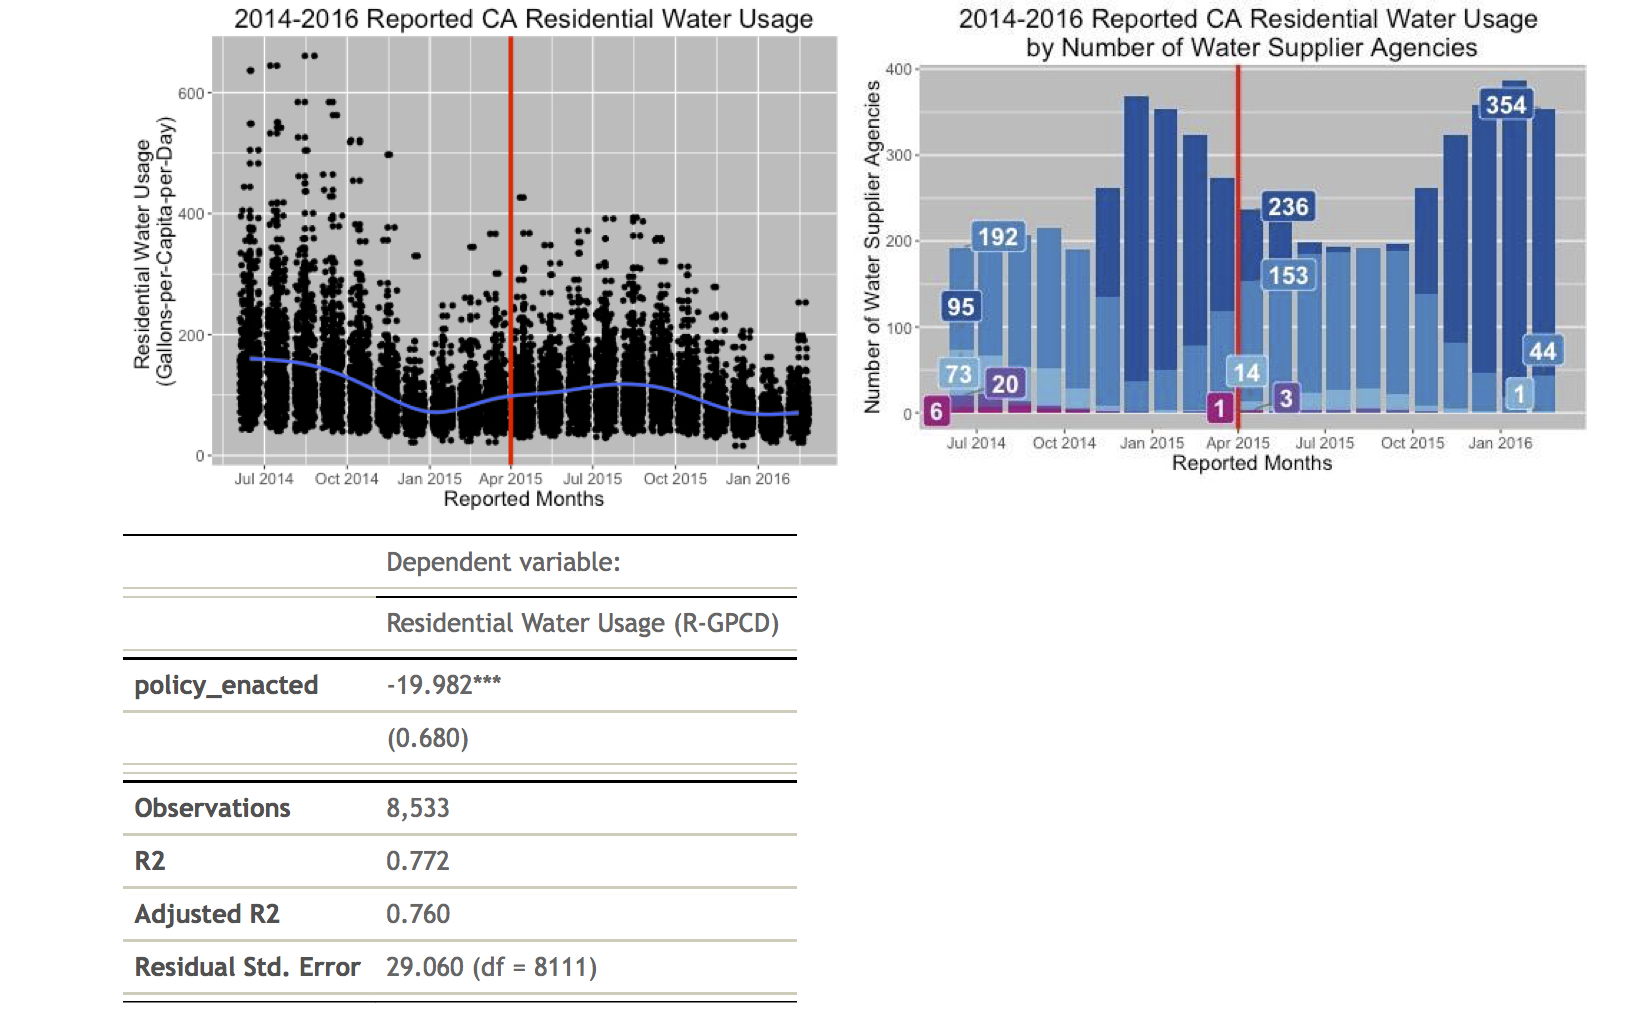 2014-2016 Reported CA Residential Water Usage
Residential Water Usage
(Gallons-per-Capita-per-Day)
600
400
200
0
Jul 2014 Oct 2014 Jan 2015 Apr 2015 Jul 2015 Oct 2015 Jan 2016
Reported Months
2014-2016 Reported CA Residential Water Usage
by Number of Water Supplier Agencies
Number of Water Supplier Agencies
400
300
200
100
0
354
192
236
153
95
44
73
20
14
1
6
1
3
Jul 2014 Oct 2014 Jan 2015 Apr 2015 Jul 2015 Oct 2015 Jan 2016
Reported Months
Dependent variable:
Residential Water Usage (R-GPCD)
policy_enacted -19.982***
(0.680)
Observations 8,533
R2 0.772
Adjusted R2 0.760
Residual Std. Error 29.060 (df = 8111)